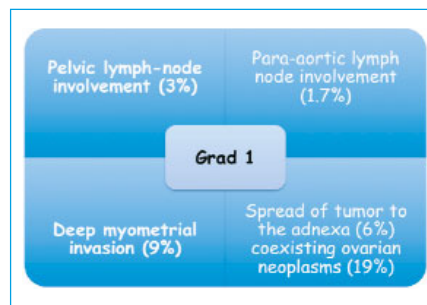 Pelvic lymph-node
involvement (3%)
Para-aortic lymph
node involvement
(1.7%)
Grad 1
Deep myometrial
invasion (9%)
Spread of tumor to
the adnexa (6%)
coexisting ovarian
neoplasms (19%)